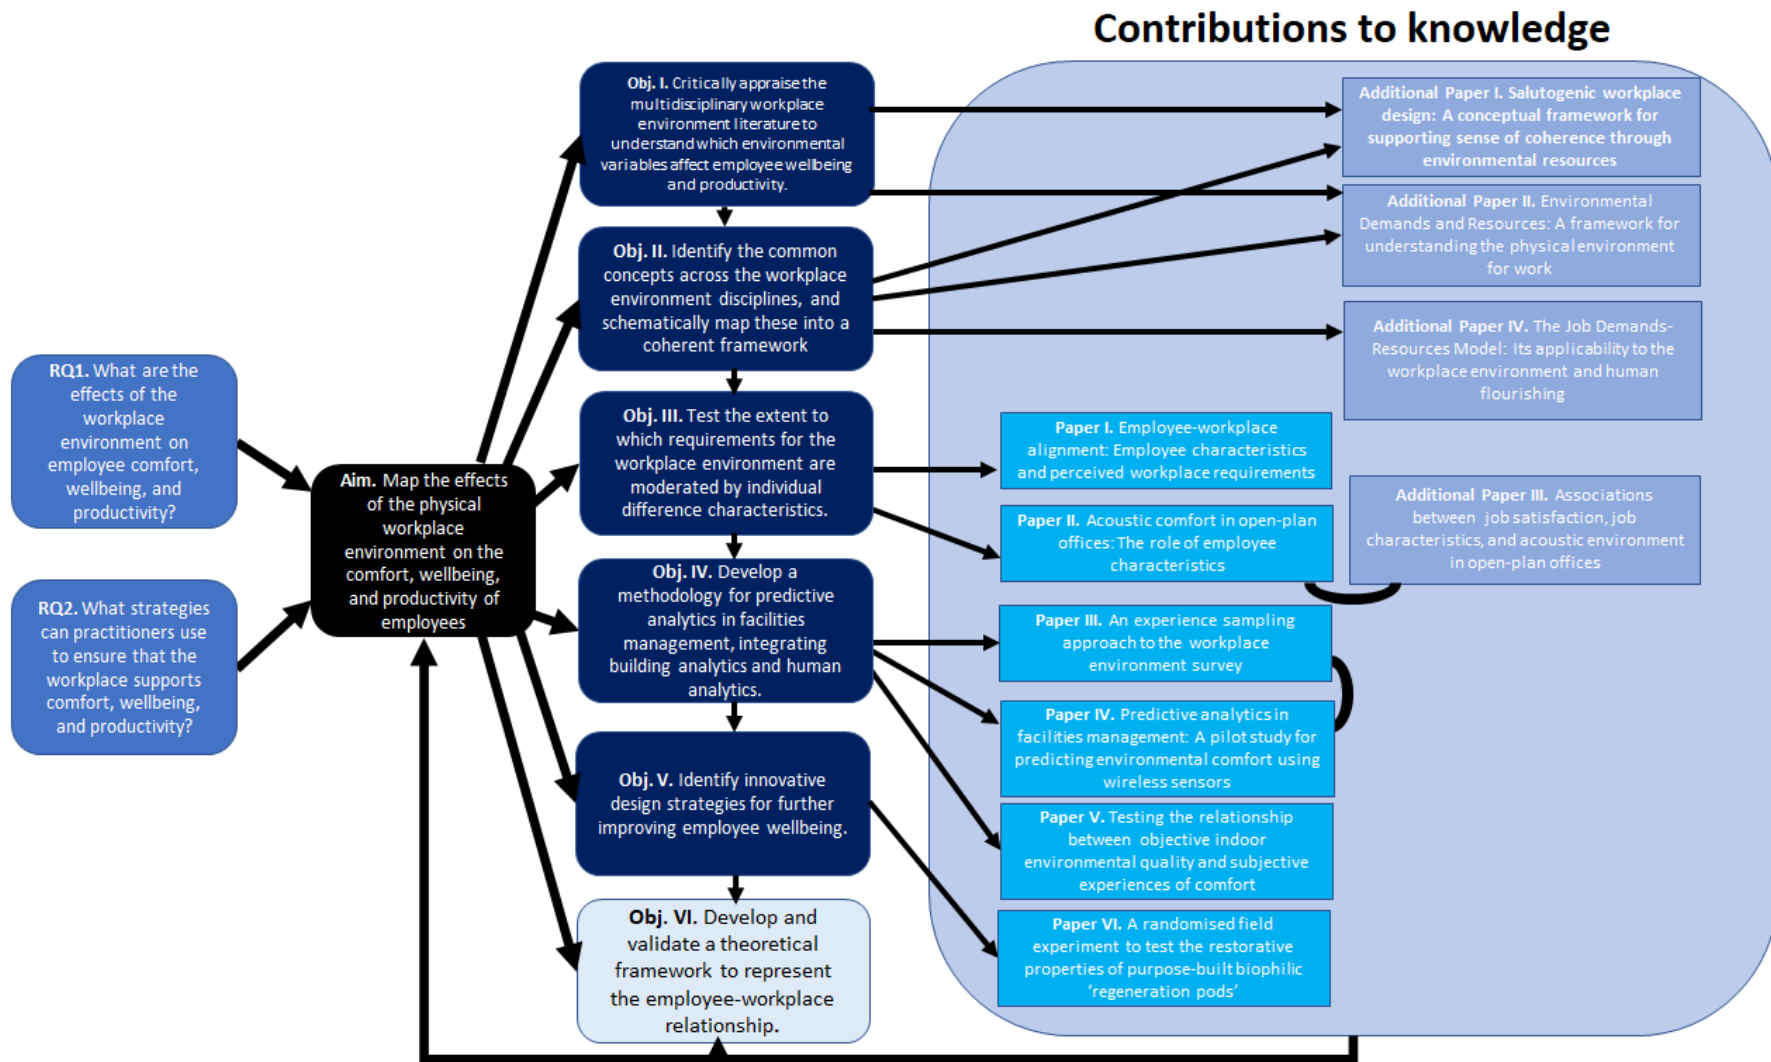 Contributions to knowledge
RQ1. What are the
effects of the
workplace
environment on
employee comfort,
wellbeing, and
productivity?
RQ2. What strategies
can practitioners use
to ensure that the
workplace supports
comfort, wellbeing,
and productivity?
Aim. Map the effects
of the physical
workplace
environment on the
comfort, wellbeing,
and productivity of
employees
Obj. I. Critically appraise the
multidisciplinary workplace
environment literature to
understand which environmental
variables affect employee wellbeing
and productivity.
Obj. II. Identify the common
concepts across the workplace
environment disciplines, and
schematically map these into a
coherent framework
Obj. III. Test the extent to
which requirements for the
workplace environment are
moderated by individual
difference characteristics.
Obj. IV. Develop a
methodology for predictive
analytics in facilities
management, integrating
building analytics and human
analytics.
Obj. V. Identify innovative
design strategies for further
improving employee wellbeing.
Obj. VI. Develop and
validate a theoretical
framework to represent
the employee-workplace
relationship.
Additional Paper I. Salutogenic workplace
design: A conceptual framework for
supporting sense of coherence through
environmental resources
Additional Paper II. Environmental
Demands and Resources: A framework for
understanding the physical environment
for work
Additional Paper IV. The Job Demands-
Resources Model: Its applicability to the
workplace environment and human
flourishing
Paper I. Employee-workplace
alignment: Employee characteristics
and perceived workplace requirements
Paper II. Acoustic comfort in open-plan
offices: The role of employee
characteristics
Additional Paper III. Associations
between job satisfaction, job
characteristics, and acoustic environment
in open-plan offices
Paper III. An experience sampling
approach to the workplace
environment survey
Paper IV. Predictive analytics in
facilities management: A pilot study for
predicting environmental comfort using
wireless sensors
Paper V. Testing the relationship
between objective indoor
environmental quality and subjective
experiences of comfort
Paper VI. A randomised field
experiment to test the restorative
properties of purpose-built biophilic
‘regeneration pods’